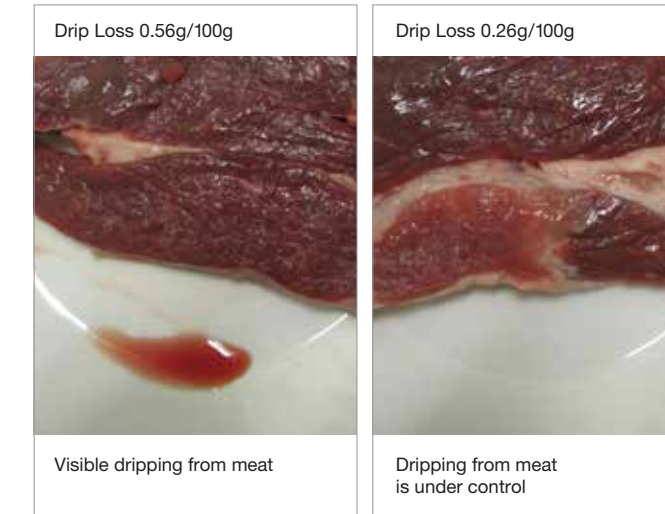 Drip Loss 0.56g/100g
Drip Loss 0.26g/100g
Visible dripping from meat
Dripping from meat
is under control